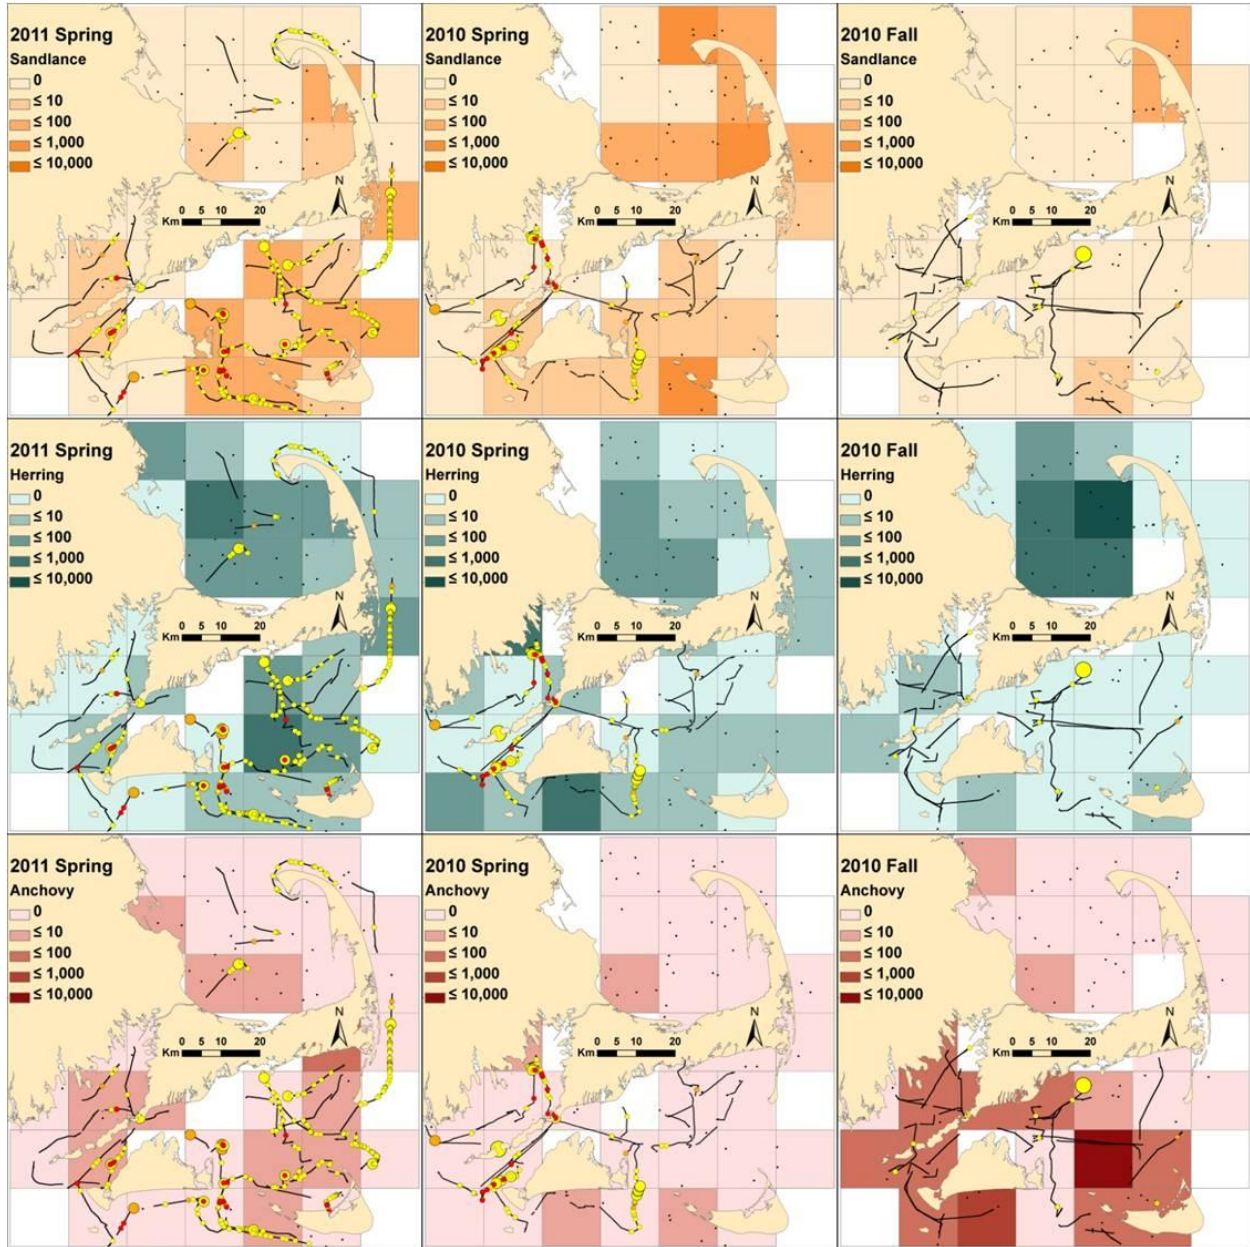 2011 Spring
Sandlance
0
≤ 10
≤ 100
≤ 1,000
≤ 10,000
N
0 5 10 20
Km
2010 Spring
Sandlance
0
≤ 10
≤ 100
≤ 1,000
≤ 10,000
N
0 5 10 20
Km
2010 Fall
Sandlance
0
≤ 10
≤ 100
≤ 1,000
≤ 10,000
N
0 5 10 20
Km
2011 Spring
Herring
0
≤ 10
≤ 100
≤ 1,000
≤ 10,000
N
0 5 10 20
Km
2010 Spring
Herring
0
≤ 10
≤ 100
≤ 1,000
≤ 10,000
N
0 5 10 20
Km
2010 Fall
Herring
0
≤ 10
≤ 100
≤ 1,000
≤ 10,000
N
0 5 10 20
Km
2011 Spring
Anchovy
0
≤ 10
≤ 100
≤ 1,000
≤ 10,000
N
0 5 10 20
Km
2010 Spring
Anchovy
0
≤ 10
≤ 100
≤ 1,000
≤ 10,000
N
0 5 10 20
Km
2010 Fall
Anchovy
0
≤ 10
≤ 100
≤ 1,000
≤ 10,000
N
0 5 10 20
Km